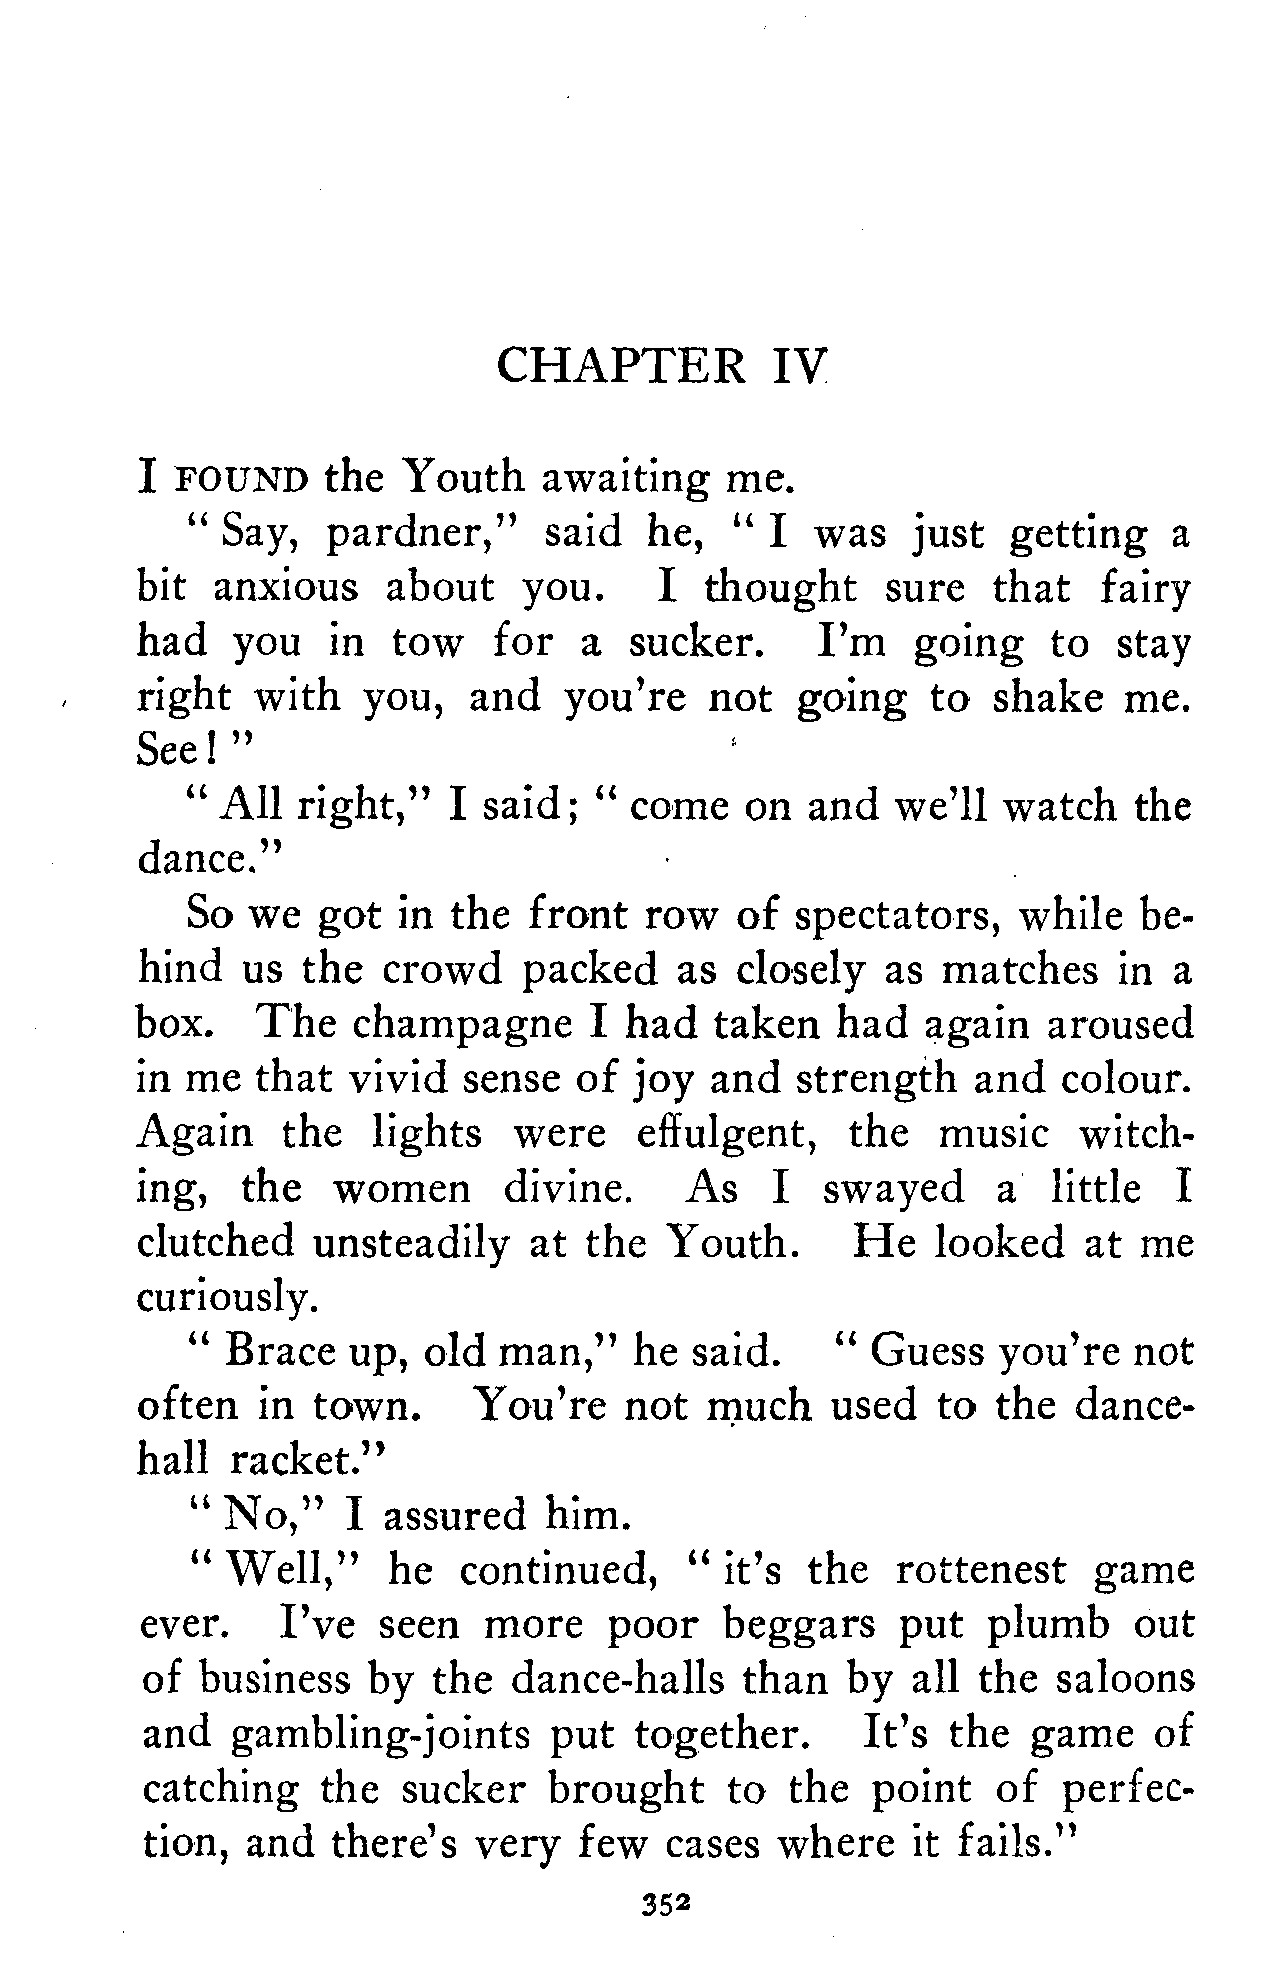 CHAPTER IV
I FOUND the Youth awaiting me.
" Say, pardner," said he, " I was just getting a
bit anxious about you. I thought sure that fairy
had you in tow for a sucker. I'm going to stay
right with you, and you're not going to shake me.
See! "
" All right," I said; " come on and we'll watch the
dance."
So we got in the front row of spectators, while be-
hind us the crowd packed as closely as matches in a
box. The champagne I had taken had again aroused
in me that vivid sense of joy and strength and colour.
Again the lights were effulgent, the music witch-
ing, the women divine. As I swayed a little I
clutched unsteadily at the Youth. He looked at me
curiously.
" Brace up, old man," he said. " Guess you're not
often in town. You're not much used to the dance-
hall racket."
" No," I assured him.
" Well," he continued, " it's the rottenest game
ever. I've seen more poor beggars put plumb out
of business by the dance-halls than by all the saloons
and gambling-joints put together. It's the game of
catching the sucker brought to the point of perfec-
tion, and there's very few cases where it fails."
352